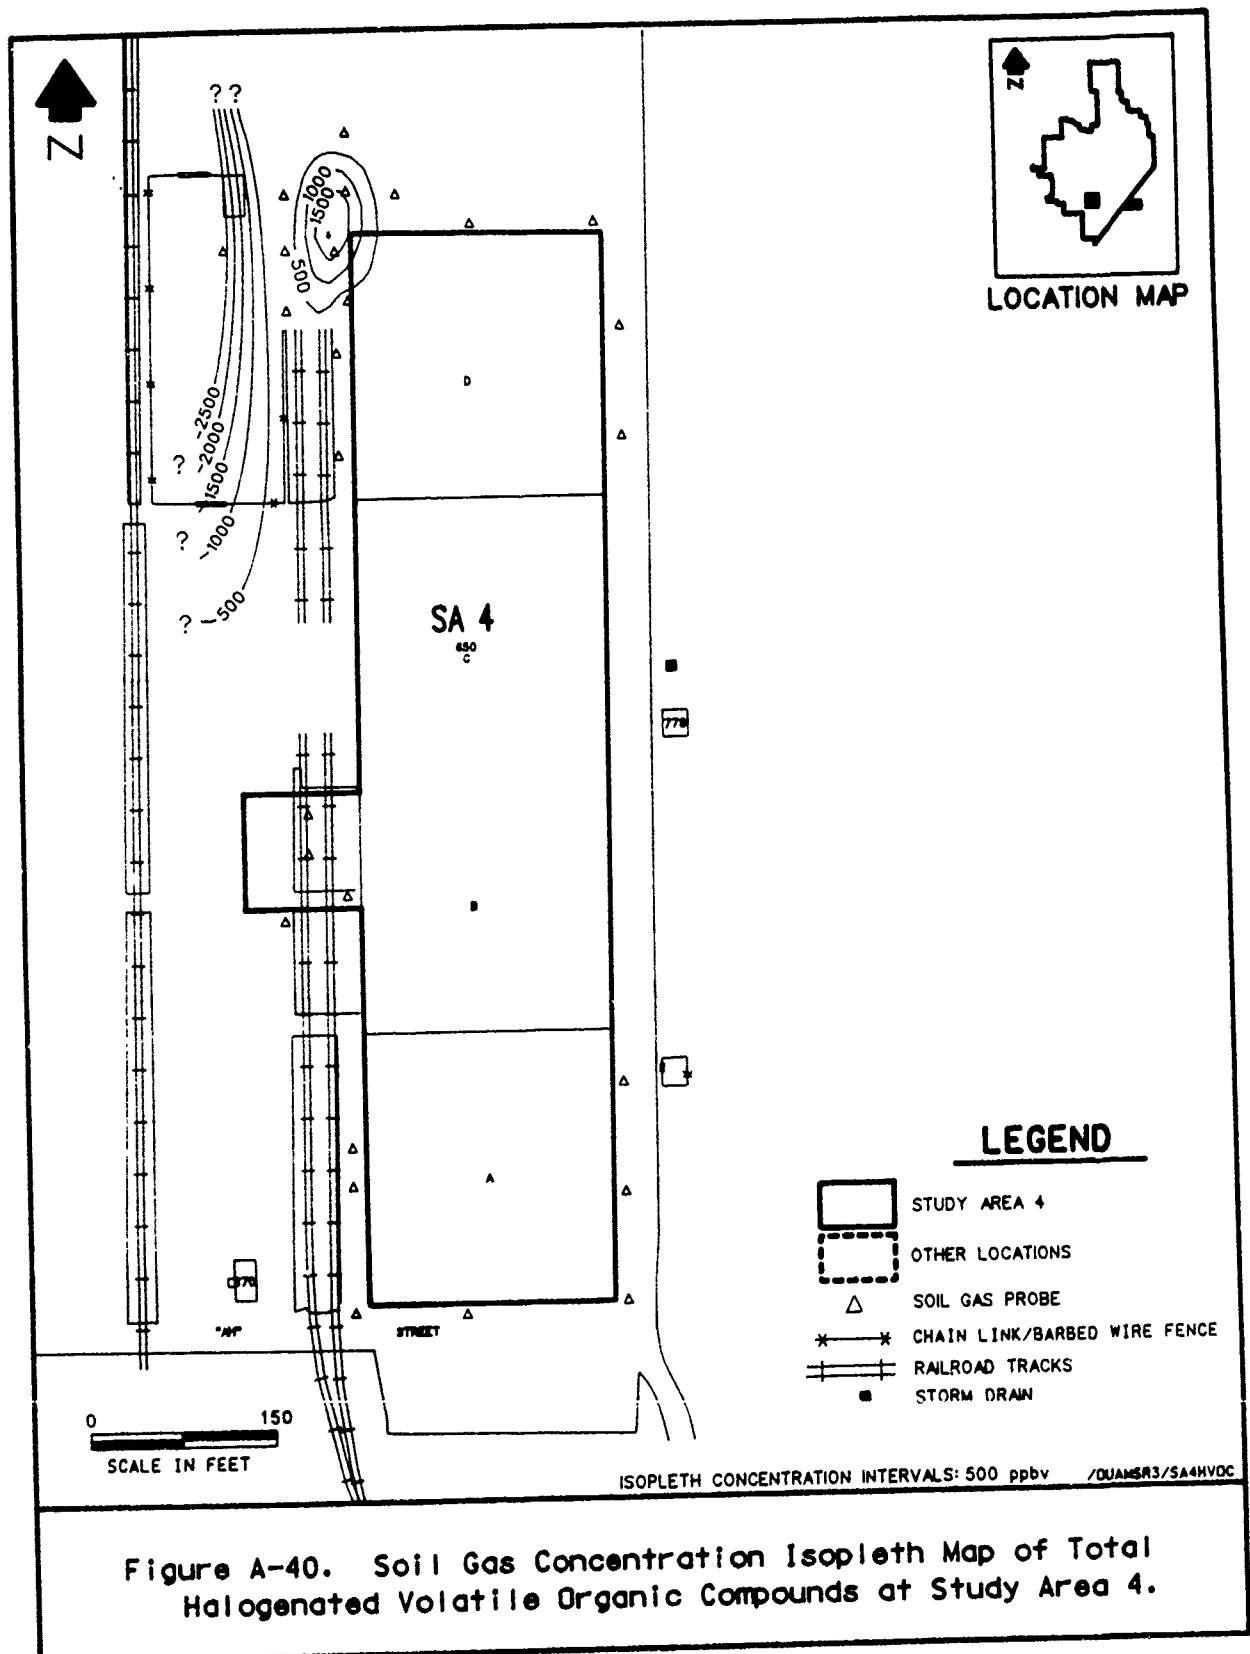 N
? ?
N
LOCATION MAP
1000
1500
500
D
-2500
-2000
-1500
-1000
-500
?
?
?
SA 4
650
C
779
B
A
770
"AH" STREET
LEGEND
STUDY AREA 4
OTHER LOCATIONS
SOIL GAS PROBE
CHAIN LINK/BARBED WIRE FENCE
RAILROAD TRACKS
STORM DRAIN
0 150
SCALE IN FEET
ISOPLETH CONCENTRATION INTERVALS: 500 ppbv
Figure A-40. Soil Gas Concentration Isopleth Map of Total
Halogenated Volatile Organic Compounds at Study Area 4.